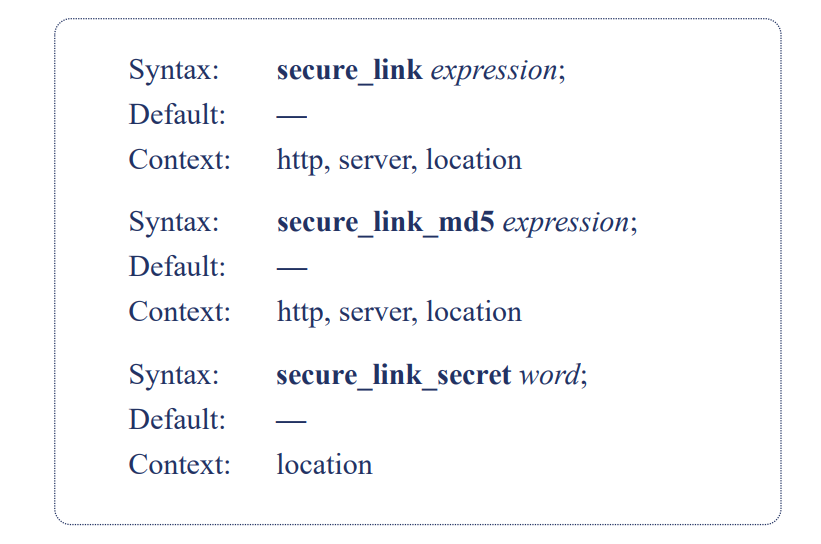 Syntax: secure_link expression;
Default: —
Context: http, server, location
Syntax: secure_link_md5 expression;
Default: —
Context: http, server, location
Syntax: secure_link_secret word;
Default: —
Context: location